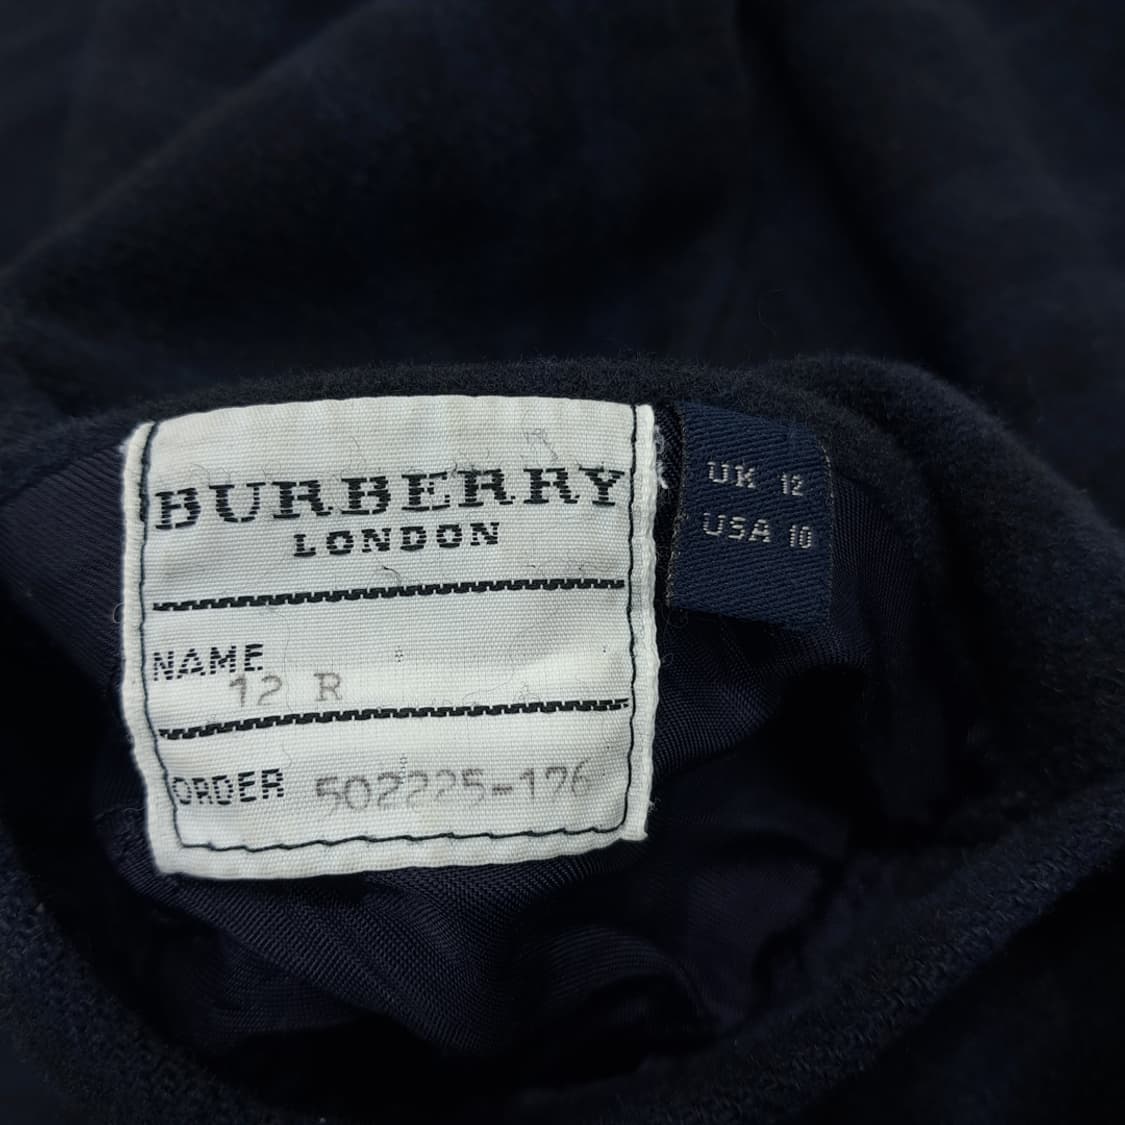 BURBERRY
LONDON
NAME
12 R
ORDER 502225-176
UK 12
USA 10